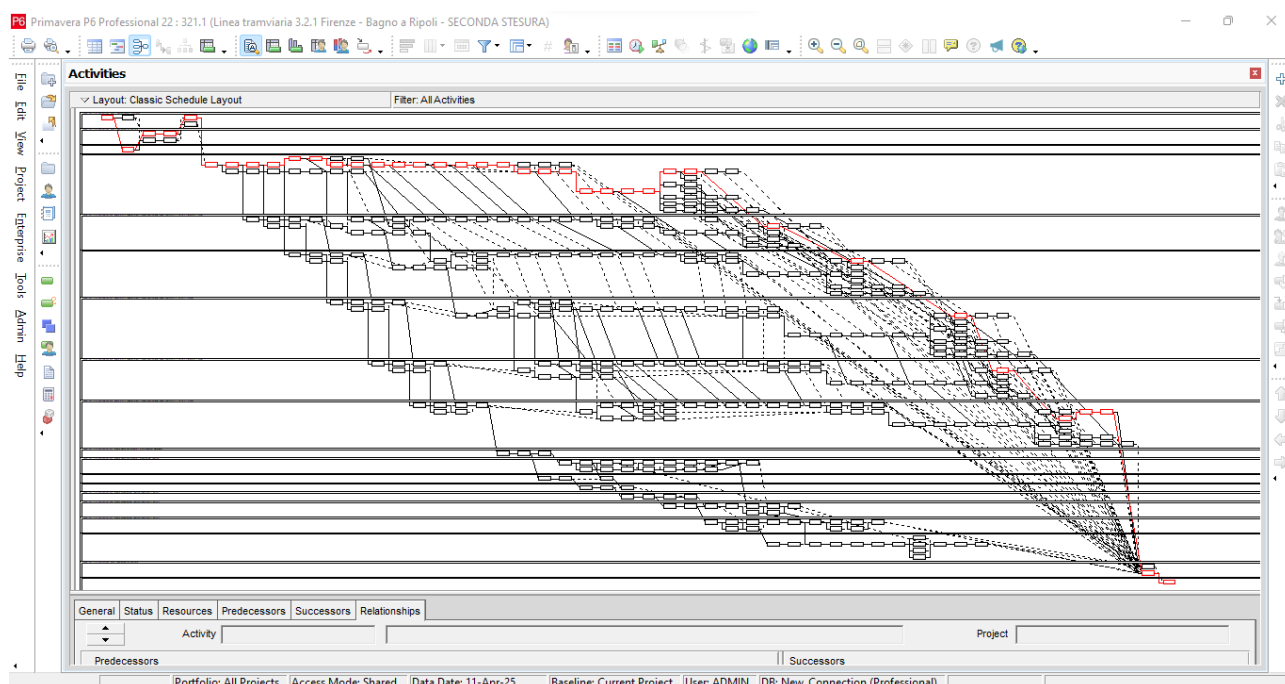 P6 Primavera P6 Professional 22 : 321.1 (Linea tramviaria 3.2.1 Firenze - Bagno a Ripoli - SECONDA STESURA)
File Edit View Project Enterprise Tools Admin Help
Activities
Layout: Classic Schedule Layout Filter: All Activities
General Status Resources Predecessors Successors Relationships
Activity Project
Predecessors Successors
Portfolio: All Projects Access Mode: Shared Data Date: 11-Apr-25 Baseline: Current Project User: ADMIN DB: New_Connection (Professional)